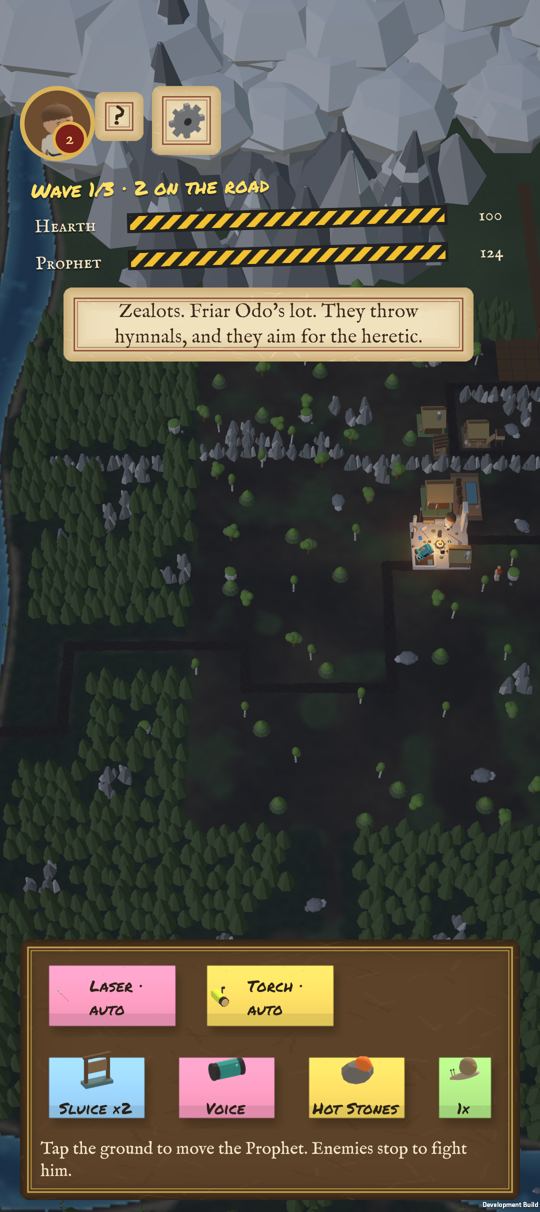 2
?
Wave 1/3 · 2 on the road
Hearth 100
Prophet 124
Zealots. Friar Odo's lot. They throw
hymnals, and they aim for the heretic.
Laser ·
auto
Torch ·
auto
Sluice x2
Voice
Hot Stones
1x
Tap the ground to move the Prophet. Enemies stop to fight
him.
Development Build